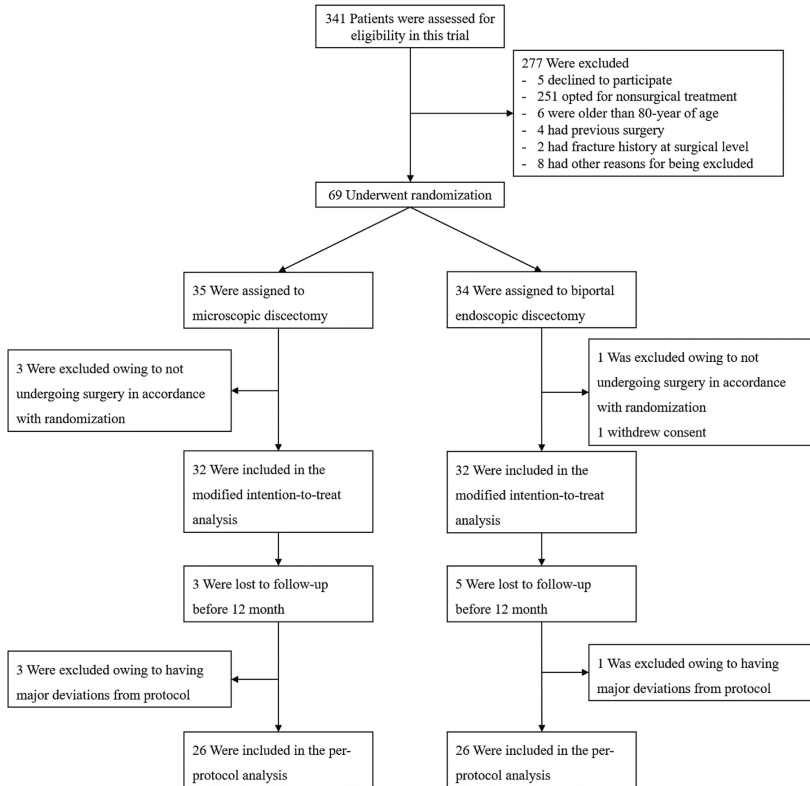 341 Patients were assessed for
eligibility in this trial
277 Were excluded
- 5 declined to participate
- 251 opted for nonsurgical treatment
- 6 were older than 80-year of age
- 4 had previous surgery
- 2 had fracture history at surgical level
- 8 had other reasons for being excluded
69 Underwent randomization
35 Were assigned to
microscopic discectomy
34 Were assigned to biportal
endoscopic discectomy
3 Were excluded owing to not
undergoing surgery in accordance
with randomization
1 Was excluded owing to not
undergoing surgery in accordance
with randomization
1 withdrew consent
32 Were included in the
modified intention-to-treat
analysis
32 Were included in the
modified intention-to-treat
analysis
3 Were lost to follow-up
before 12 month
5 Were lost to follow-up
before 12 month
3 Were excluded owing to having
major deviations from protocol
1 Was excluded owing to having
major deviations from protocol
26 Were included in the per-
protocol analysis
26 Were included in the per-
protocol analysis